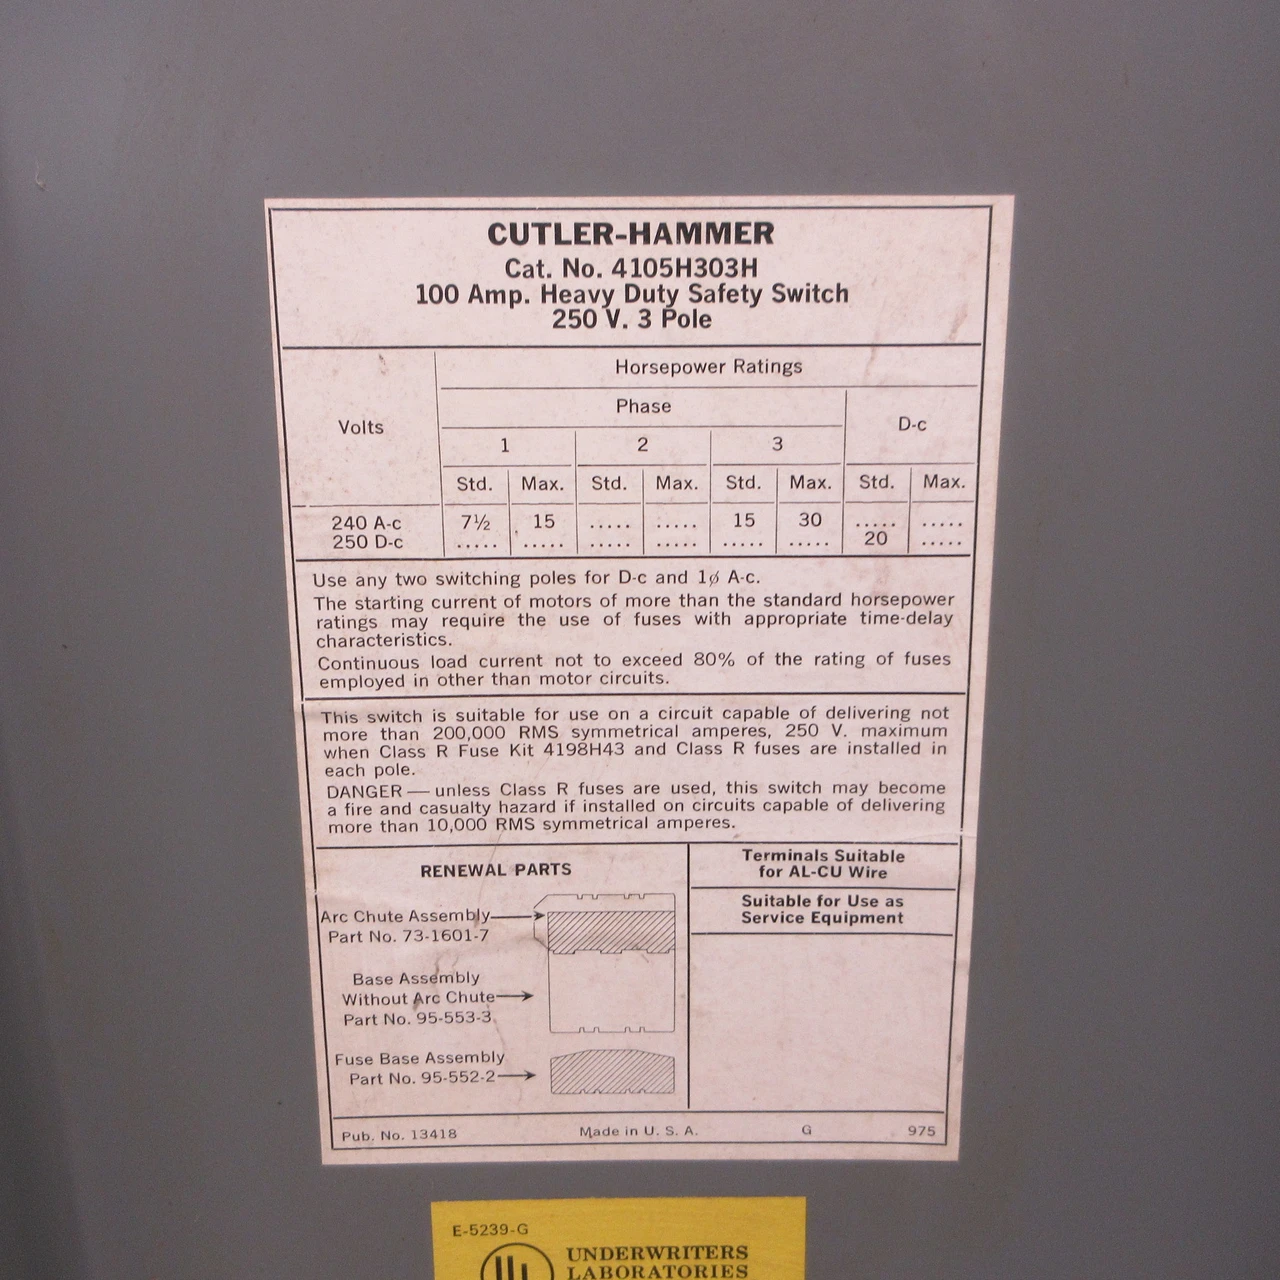 CUTLER-HAMMER
Cat. No. 4105H303H
100 Amp. Heavy Duty Safety Switch
250 V. 3 Pole
Horsepower Ratings
Volts
Phase
D-c
1 2 3
Std. Max. Std. Max. Std. Max. Std. Max.
240 A-c 7½ 15 ..... ..... 15 30 ..... .....
250 D-c ..... ..... ..... ..... ..... ..... 20 .....
Use any two switching poles for D-c and 1ø A-c.
The starting current of motors of more than the standard horsepower
ratings may require the use of fuses with appropriate time-delay
characteristics.
Continuous load current not to exceed 80% of the rating of fuses
employed in other than motor circuits.
This switch is suitable for use on a circuit capable of delivering not
more than 200,000 RMS symmetrical amperes, 250 V. maximum
when Class R Fuse Kit 4198H43 and Class R fuses are installed in
each pole.
DANGER — unless Class R fuses are used, this switch may become
a fire and casualty hazard if installed on circuits capable of delivering
more than 10,000 RMS symmetrical amperes.
RENEWAL PARTS
Arc Chute Assembly
Part No. 73-1601-7
Base Assembly
Without Arc Chute
Part No. 95-553-3
Fuse Base Assembly
Part No. 95-552-2
Terminals Suitable
for AL-CU Wire
Suitable for Use as
Service Equipment
Pub. No. 13418 Made in U. S. A. G 975
E-5239-G
UL
UNDERWRITERS
LABORATORIES